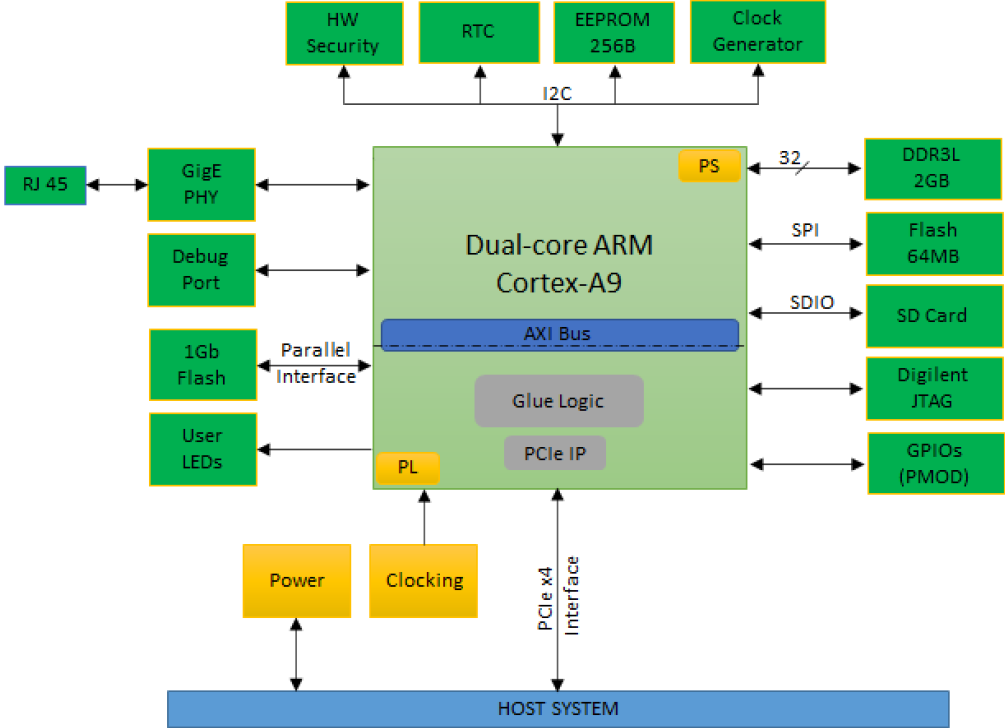 HW
Security
RTC
EEPROM
256B
Clock
Generator
I2C
RJ 45
GigE
PHY
PS
32
DDR3L
2GB
Debug
Port
Dual-core ARM
Cortex-A9
SPI
Flash
64MB
SDIO
SD Card
AXI Bus
1Gb
Flash
Parallel
Interface
Glue Logic
Digilent
JTAG
User
LEDs
PCIe IP
PL
GPIOs
(PMOD)
Power
Clocking
PCIe x4
Interface
HOST SYSTEM